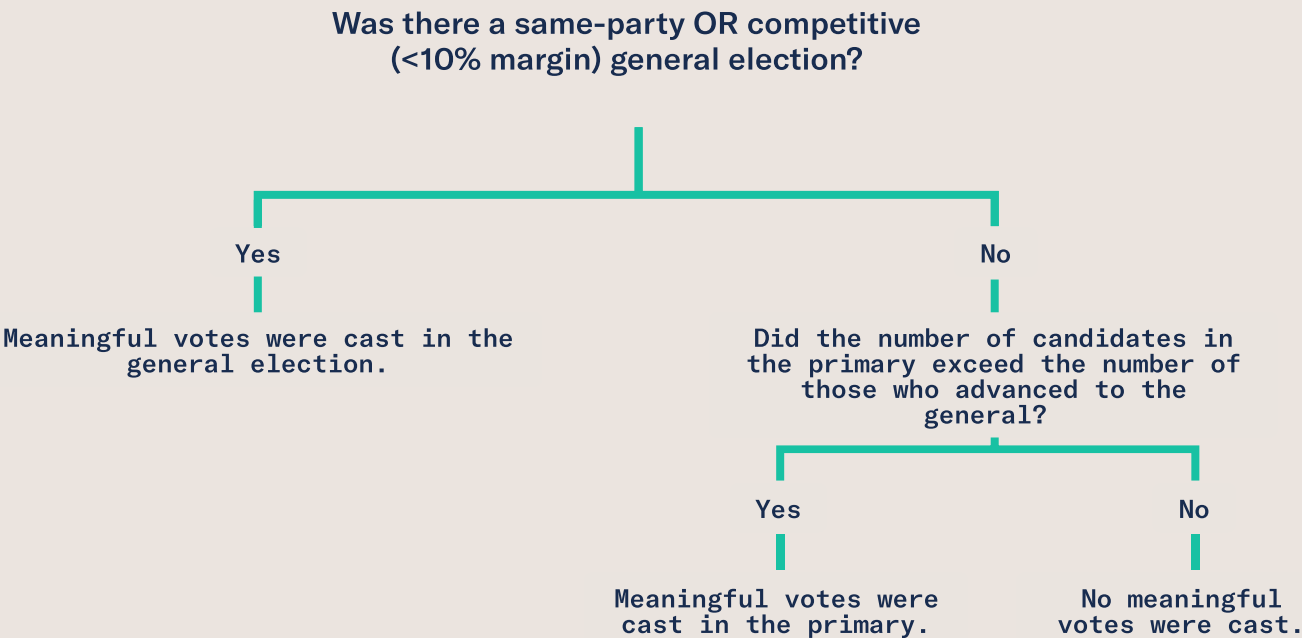 Was there a same-party OR competitive
(<10% margin) general election?
Yes
No
Meaningful votes were cast in the
general election.
Did the number of candidates in
the primary exceed the number of
those who advanced to the
general?
Yes
No
Meaningful votes were
cast in the primary.
No meaningful
votes were cast.